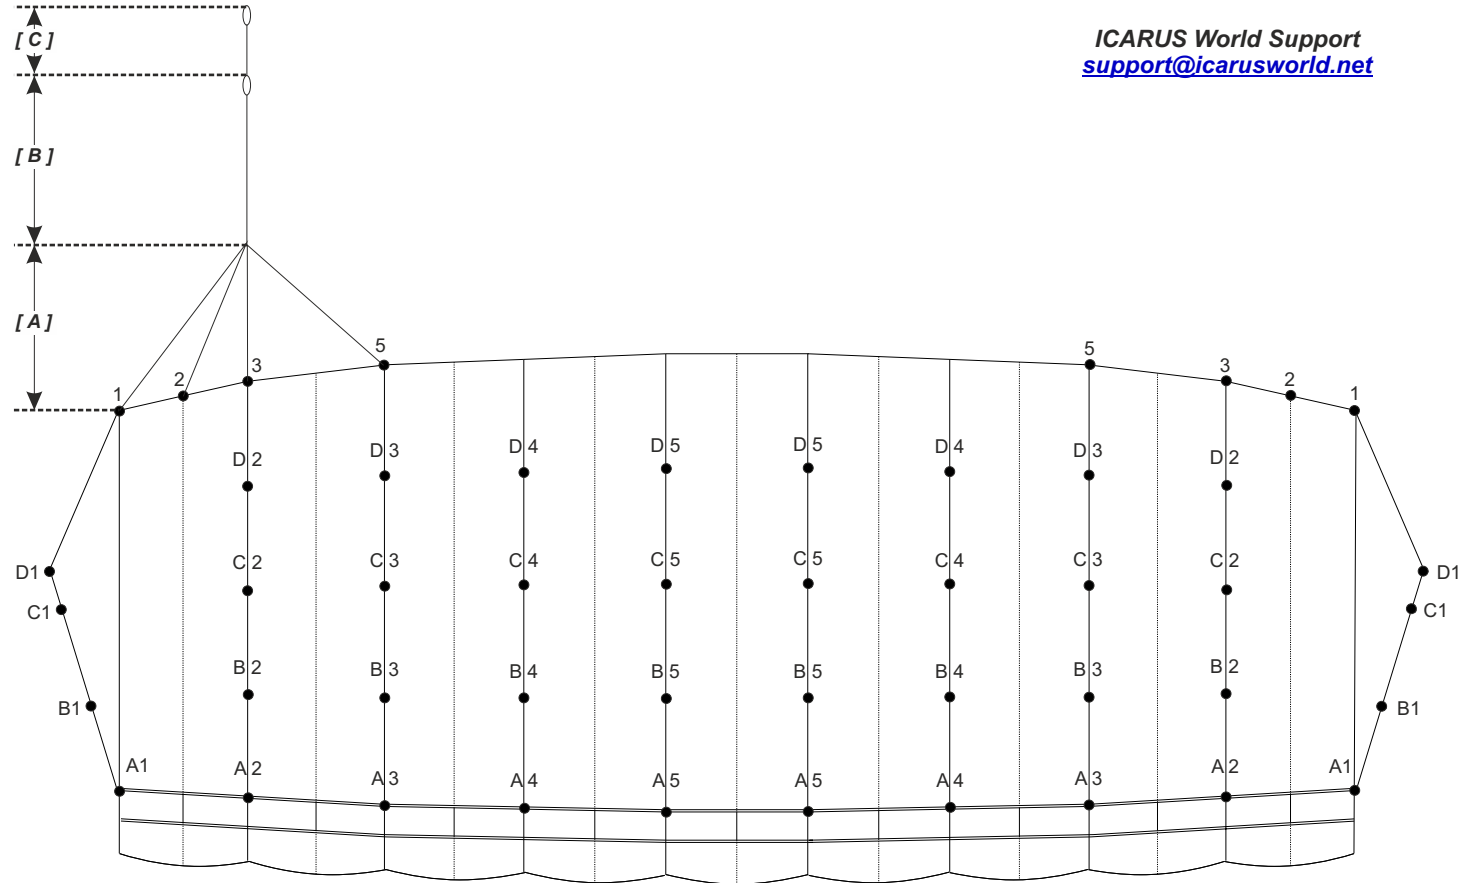 [ C ]
ICARUS World Support
support@icarusworld.net
[ B ]
[ A ]
1 2 3 5 5 3 2 1
D 2 D 3 D 4 D 5 D 5 D 4 D 3 D 2
D1 C 2 C 3 C 4 C 5 C 5 C 4 C 3 C 2 D1
C1 C1
B 2 B 3 B 4 B 5 B 5 B 4 B 3 B 2
B1 B1
A1 A 2 A 3 A 4 A 5 A 5 A 4 A 3 A 2 A1